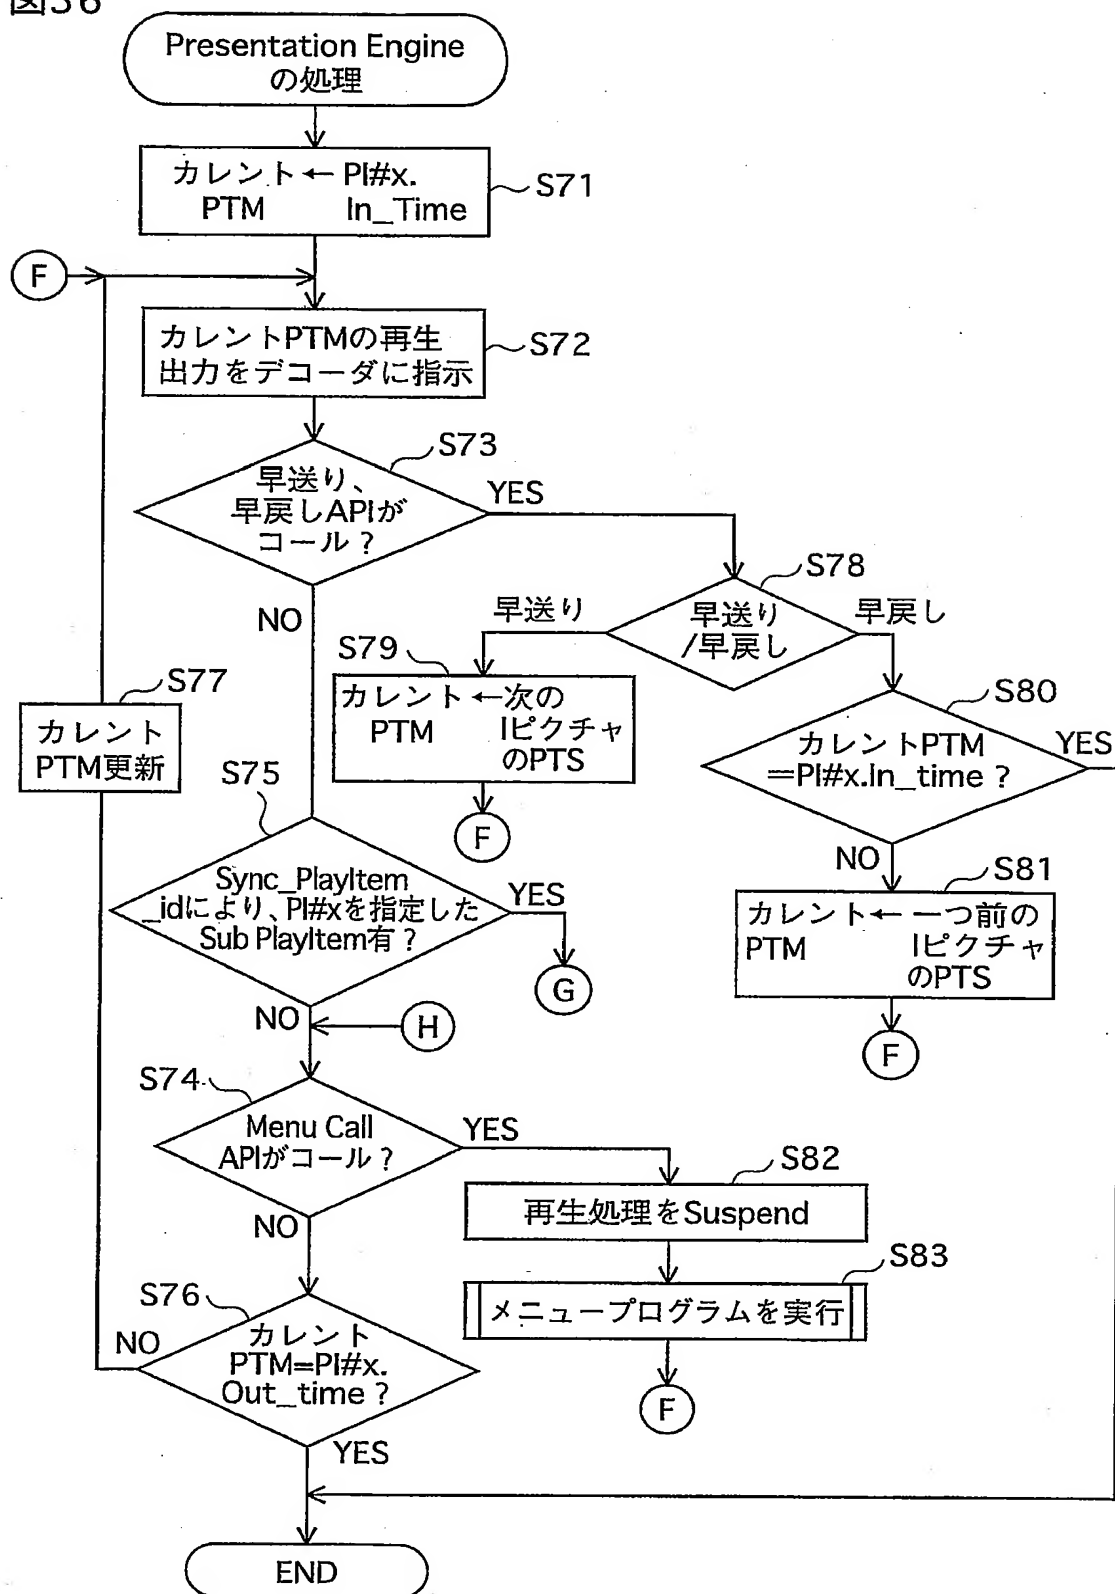 図36
Presentation Engine
の処理
カレント ← PI#x.
PTM In_Time
S71
F
カレントPTMの再生
出力をデコーダに指示
S72
S73
早送り、
早戻しAPIが
コール?
YES
NO
S78
早送り
/早戻し
早送り
早戻し
S79
カレント ←次の
PTM Iピクチャ
のPTS
F
S80
カレントPTM
=PI#x.In_time ?
YES
NO
S81
カレント← 一つ前の
PTM Iピクチャ
のPTS
F
S77
カレント
PTM更新
S75
Sync_PlayItem
_idにより、PI#xを指定した
Sub PlayItem有?
YES
G
NO
H
S74
Menu Call
APIがコール?
YES
NO
S82
再生処理をSuspend
S83
メニュープログラムを実行
F
S76
カレント
PTM=PI#x.
Out_time ?
NO
YES
END